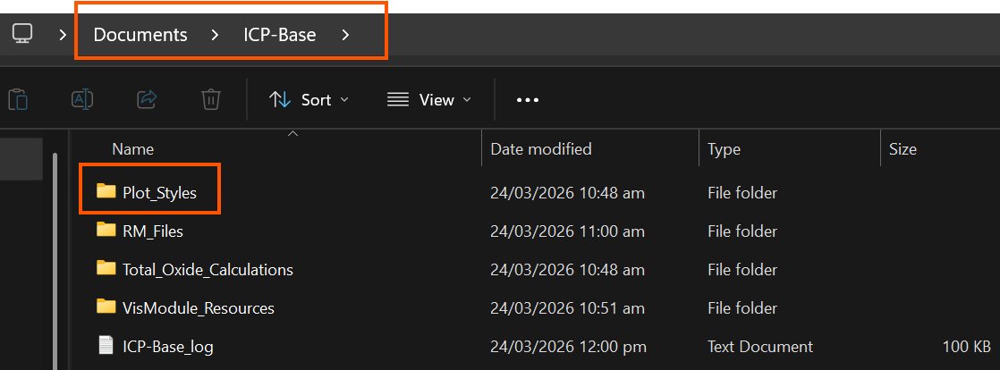 Documents > ICP-Base >
Sort View
Name Date modified Type Size
Plot_Styles 24/03/2026 10:48 am File folder
RM_Files 24/03/2026 11:00 am File folder
Total_Oxide_Calculations 24/03/2026 10:48 am File folder
VisModule_Resources 24/03/2026 10:51 am File folder
ICP-Base_log 24/03/2026 12:00 pm Text Document 100 KB